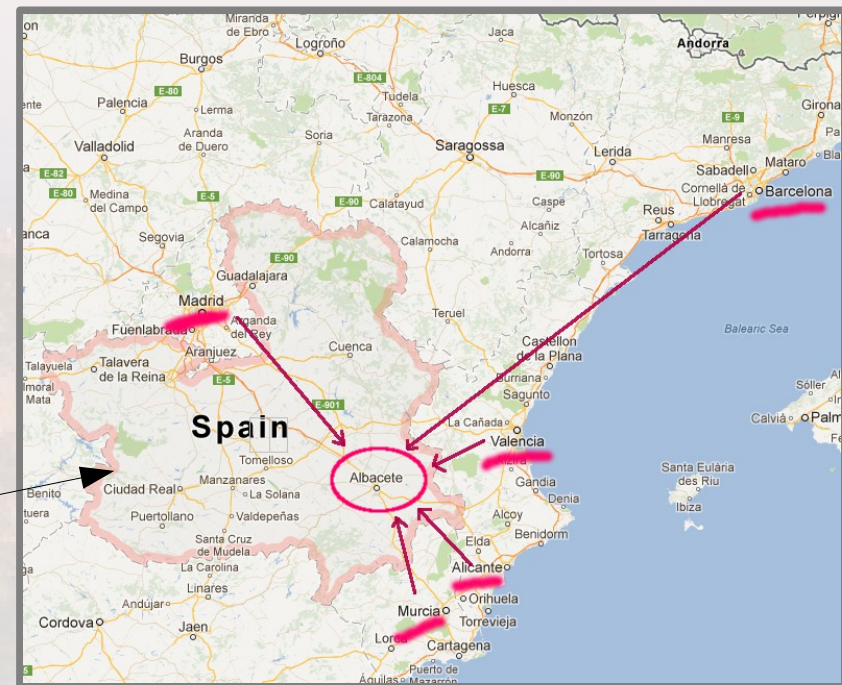 Miranda
de Ebro
Logroño
Jaca
Andorra
Burgos
E-804
Huesca
Girona
E-80
Palencia
Lerma
Tudela
Tarazona
E-7
Monzón
E-9
Aranda
de Duero
Soria
Manresa
Valladolid
Saragossa
Lerida
Sabadell
Mataro
E-82
E-80
Medina
del Campo
E-5
E-90
Calatayud
E-90
Caspe
Cornellà de
Llobregat
Barcelona
Reus
Tarragona
Segovia
Alcañiz
Calamocha
Andorra
Tortosa
E-90
Guadalajara
Madrid
Teruel
Fuenlabrada
Arganda
del Rey
Balearic Sea
Cuenca
Castellon
de la Plana
Talayuela
Talavera
de la Reina
Aranjuez
E-5
Burriana
Sagunto
Sóller
E-901
La Cañada
Calvià
Palm
Spain
Valencia
Tomelloso
Albacete
Gandia
Santa Eulària
des Riu
Ibiza
Benito
Ciudad Real
Manzanares
La Solana
Denia
Puertollano
Valdepeñas
Alcoy
Benidorm
Santa Cruz
de Mudela
Elda
La Carolina
Alicante
Linares
Orihuela
Andújar
Murcia
Torrevieja
Cordova
Jaen
Lorca
Cartagena
Puerto de
Mazarrón
Águilas